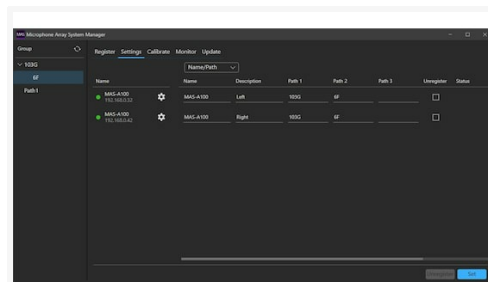 MAS Microphone Array System Manager
Group
Register Settings Calibrate Monitor Update
103G
6F
Path1
Name/Path
Name Name Description Path 1 Path 2 Path 3 Unregister Status
MAS-A100
192.168.0.32
MAS-A100 Left 103G 6F
MAS-A100
192.168.0.42
MAS-A100 Right 103G 6F
Unregister Set